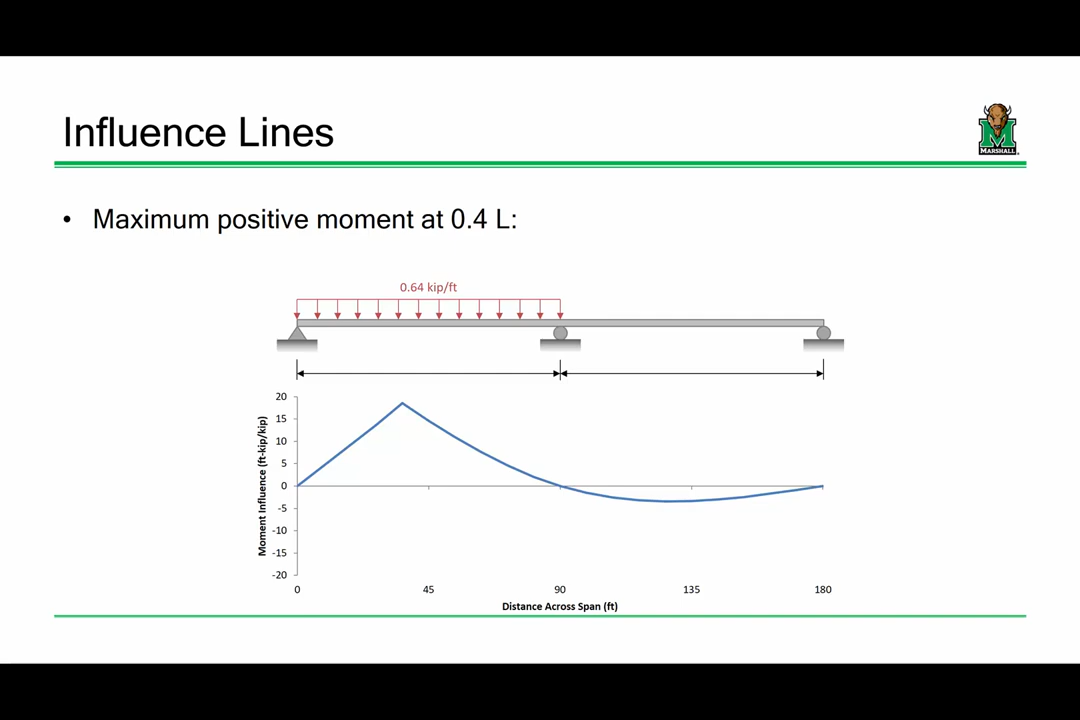 Influence Lines
MARSHALL
• Maximum positive moment at 0.4 L:
0.64 kip/ft
Moment Influence (ft-kip/kip)
20
15
10
5
0
-5
-10
-15
-20
0 45 90 135 180
Distance Across Span (ft)